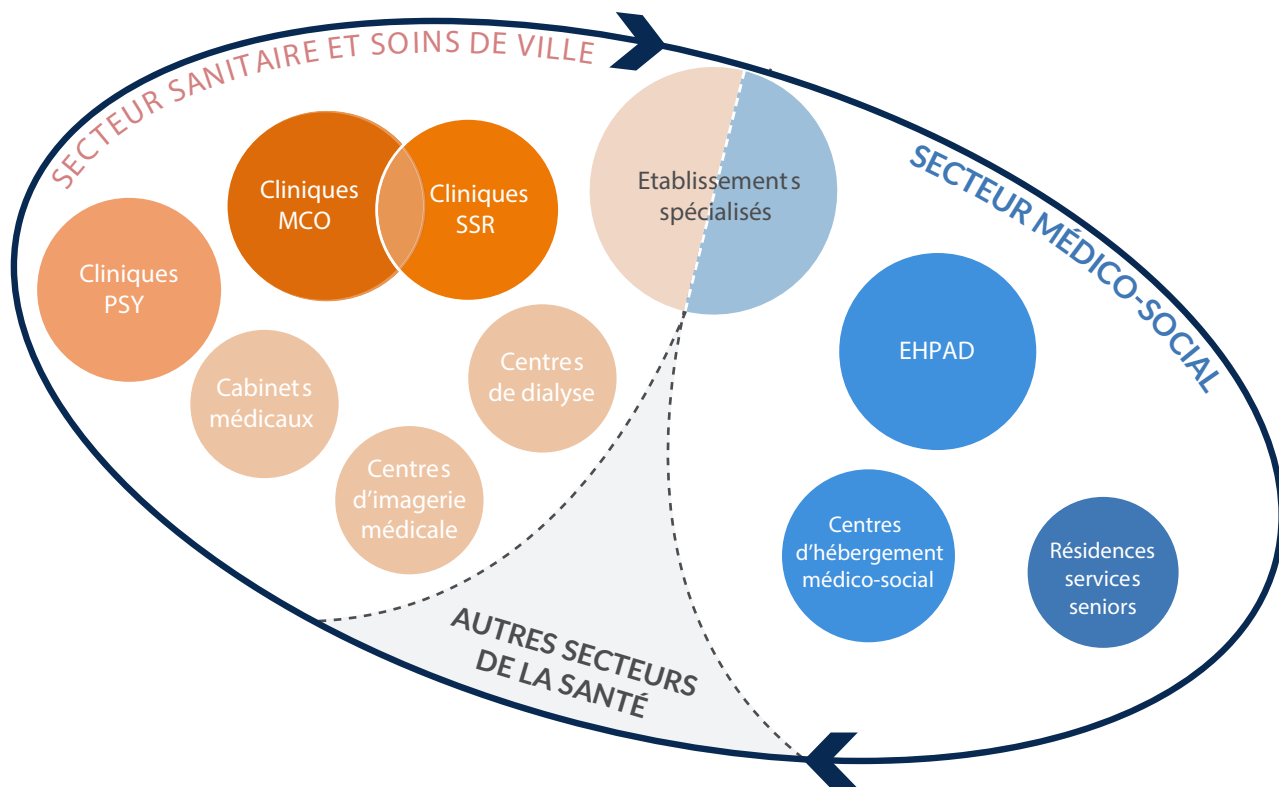 SECTEUR SANITAIRE ET SOINS DE VILLE
Cliniques
MCO
Cliniques
SSR
Etablissements
spécialisés
SECTEUR MÉDICO-SOCIAL
Cliniques
PSY
Cabinets
médicaux
Centres
de dialyse
Centres
d'imagerie
médicale
EHPAD
Centres
d'hébergement
médico-social
Résidences
services
seniors
AUTRES SECTEURS
DE LA SANTÉ